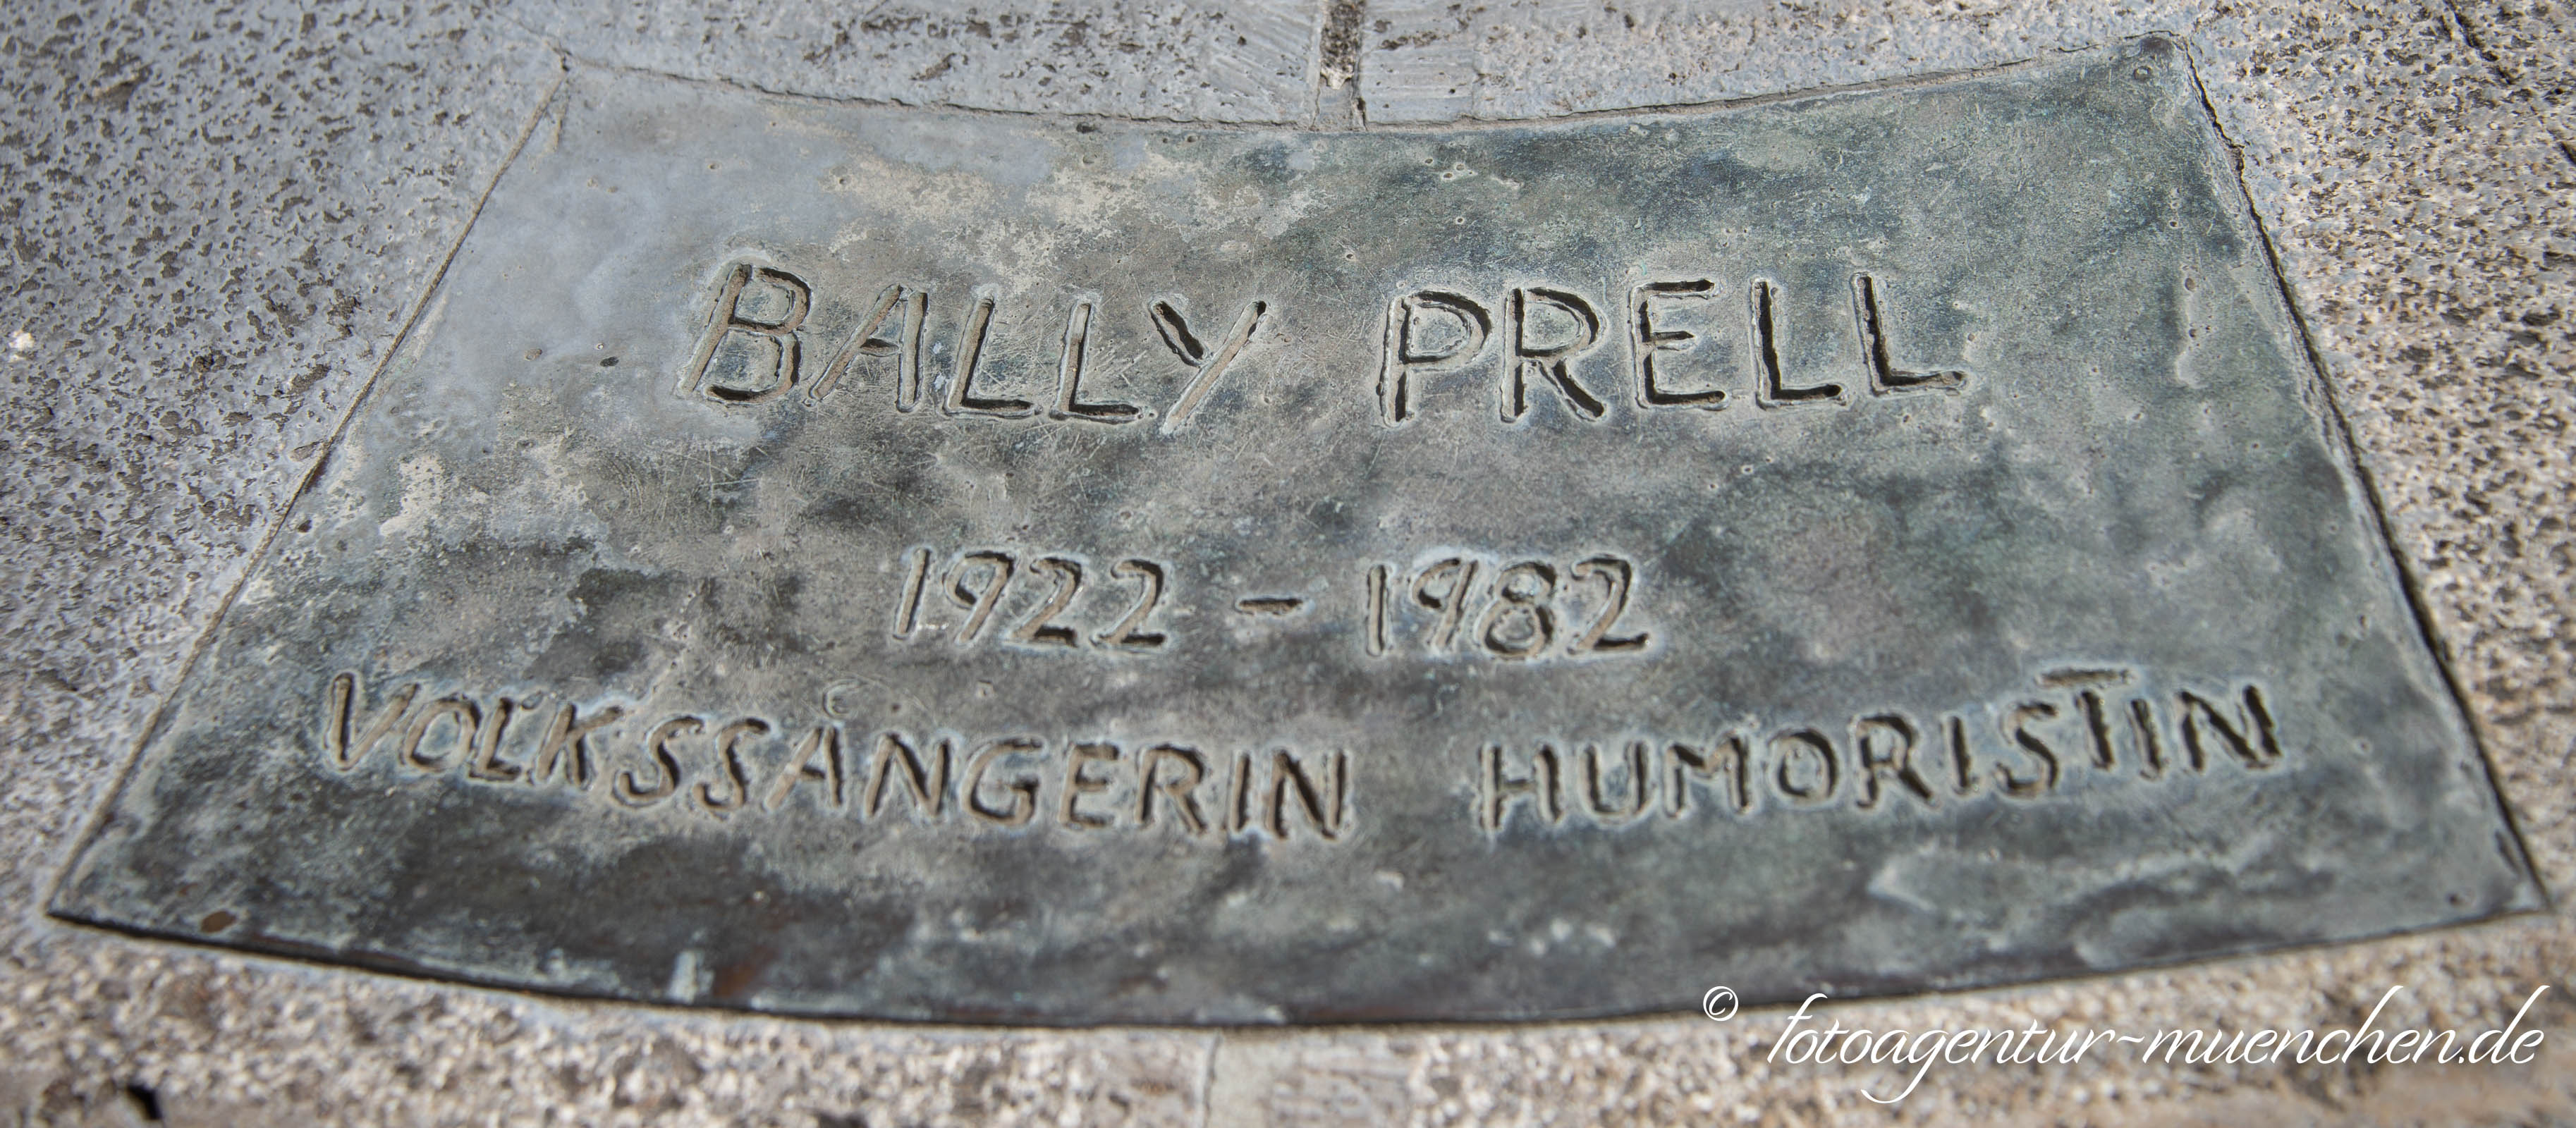 BALLY PRELL
1922 - 1982
VOLKSSÄNGERIN HUMORISTIN
© fotoagentur-muenchen.de